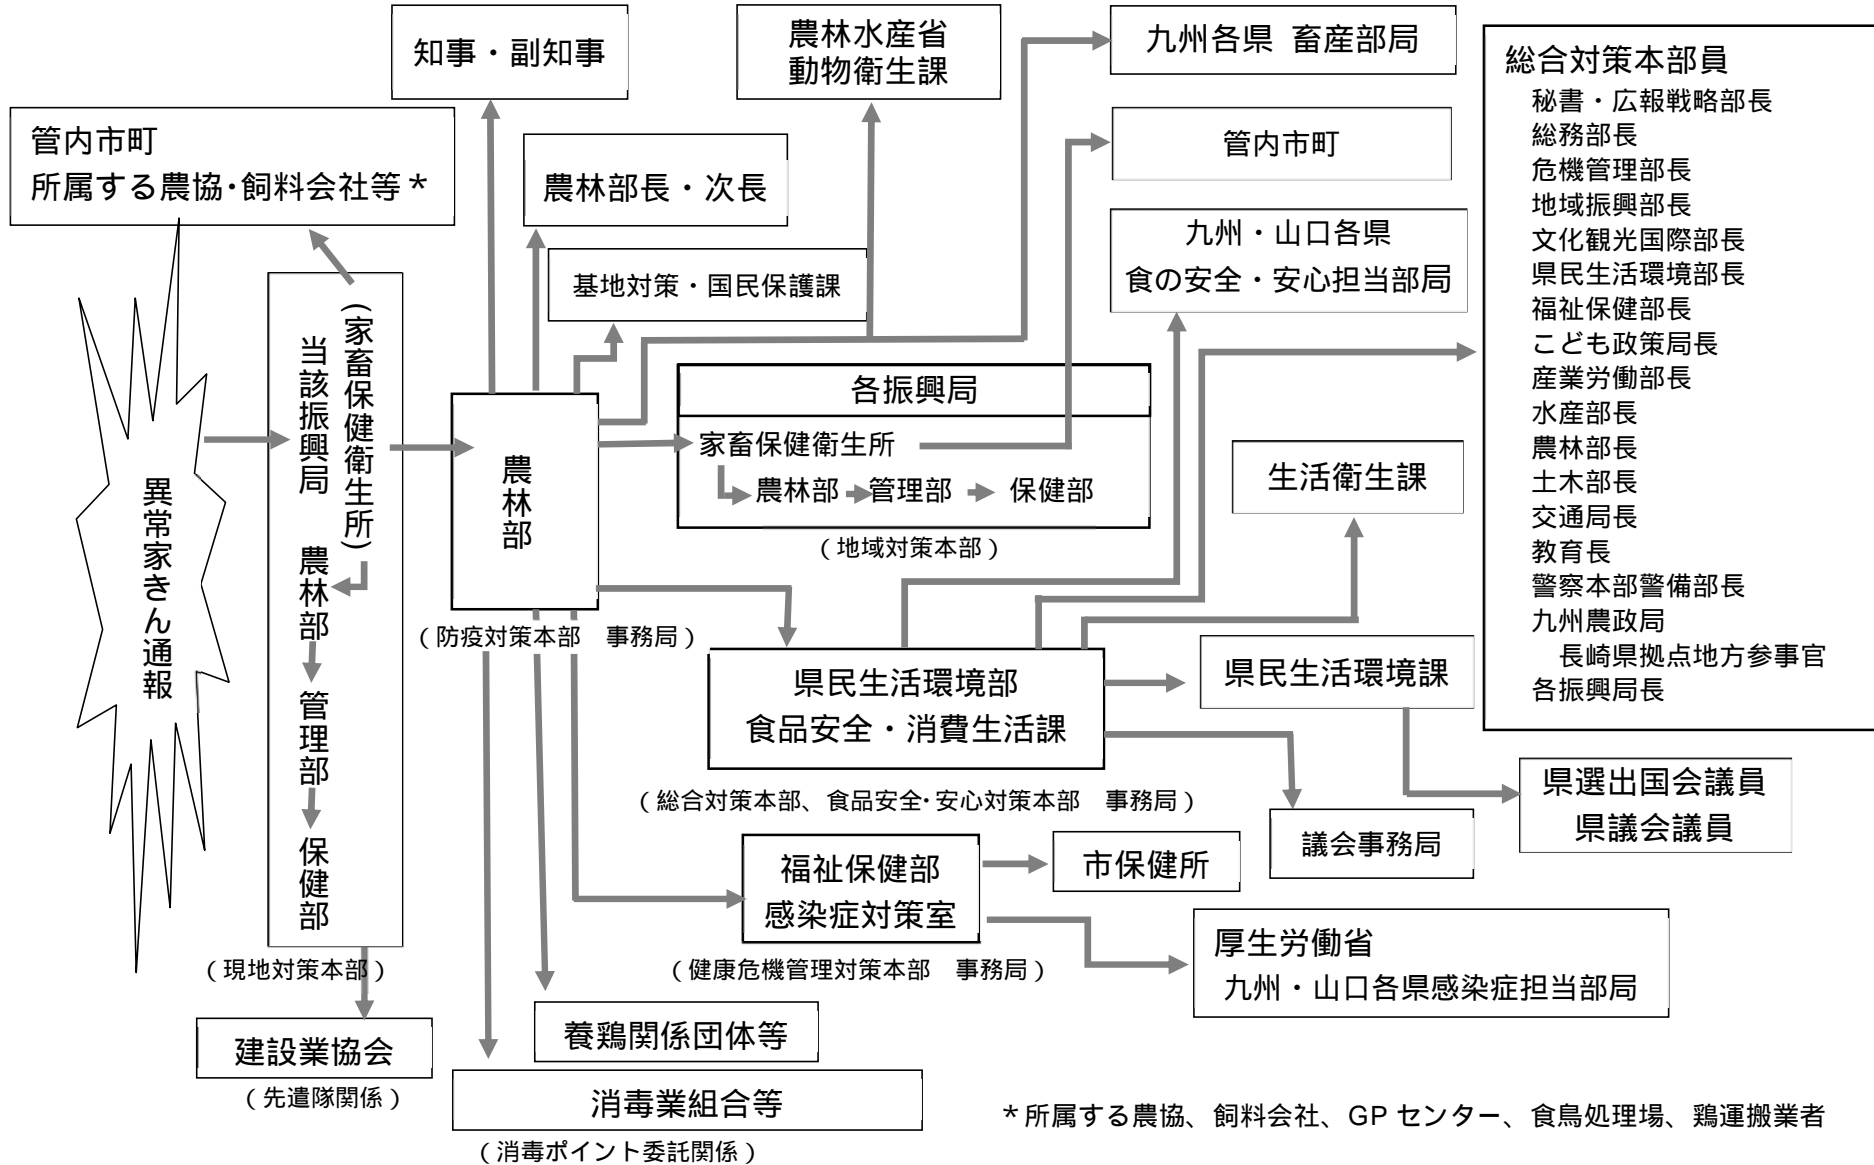 知事・副知事
農林水産省
動物衛生課
九州各県 畜産部局
総合対策本部員
秘書・広報戦略部長
総務部長
危機管理部長
地域振興部長
文化観光国際部長
県民生活環境部長
福祉保健部長
こども政策局長
産業労働部長
水産部長
農林部長
土木部長
交通局長
教育長
警察本部警備部長
九州農政局
長崎県拠点地方参事官
各振興局長
管内市町
所属する農協・飼料会社等*
農林部長・次長
管内市町
基地対策・国民保護課
九州・山口各県
食の安全・安心担当部局
異常家きん通報
(家畜保健衛生所)
当該振興局 農林部
管理部
保健部
(現地対策本部)
建設業協会
(先遣隊関係)
農林部
(防疫対策本部 事務局)
各振興局
家畜保健衛生所
農林部 管理部 保健部
(地域対策本部)
生活衛生課
県民生活環境部
食品安全・消費生活課
(総合対策本部、食品安全・安心対策本部 事務局)
県民生活環境課
県選出国会議員
県議会議員
議会事務局
福祉保健部
感染症対策室
(健康危機管理対策本部 事務局)
市保健所
厚生労働省
九州・山口各県感染症担当部局
養鶏関係団体等
消毒業組合等
(消毒ポイント委託関係)
*所属する農協、飼料会社、GPセンター、食鳥処理場、鶏運搬業者